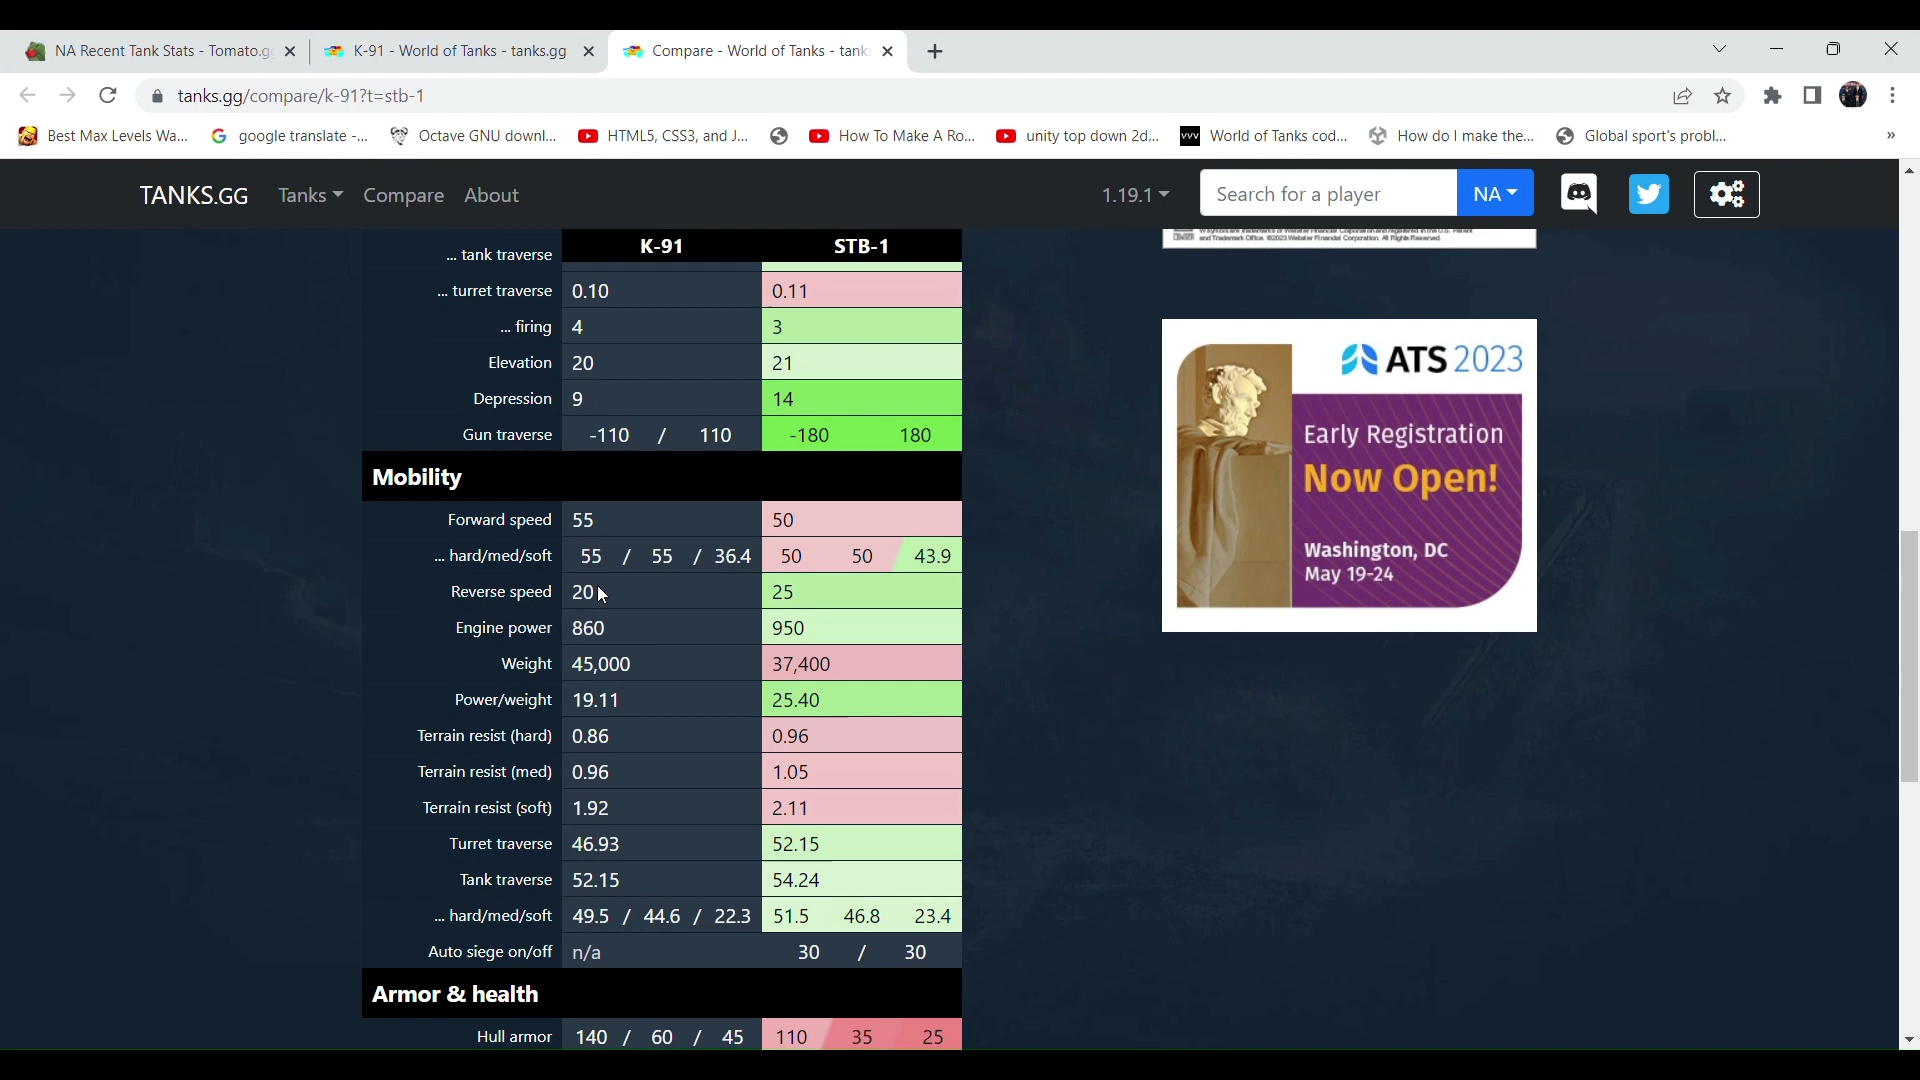 NA Recent Tank Stats - Tomato.g
K-91 - World of Tanks - tanks.gg
Compare - World of Tanks - tank
tanks.gg/compare/k-91?t=stb-1
Best Max Levels Wa...
google translate -...
Octave GNU downl...
HTML5, CSS3, and J...
How To Make A Ro...
unity top down 2d...
World of Tanks cod...
How do I make the...
Global sport's probl...
»
TANKS.GG Tanks Compare About 1.19.1 Search for a player NA
K-91 STB-1
... tank traverse
... turret traverse 0.10 0.11
... firing 4 3
Elevation 20 21
Depression 9 14
Gun traverse -110 / 110 -180 180
Mobility
Forward speed 55 50
... hard/med/soft 55 / 55 / 36.4 50 50 43.9
Reverse speed 20 25
Engine power 860 950
Weight 45,000 37,400
Power/weight 19.11 25.40
Terrain resist (hard) 0.86 0.96
Terrain resist (med) 0.96 1.05
Terrain resist (soft) 1.92 2.11
Turret traverse 46.93 52.15
Tank traverse 52.15 54.24
... hard/med/soft 49.5 / 44.6 / 22.3 51.5 46.8 23.4
Auto siege on/off n/a 30 / 30
Armor & health
Hull armor 140 / 60 / 45 110 35 25
ATS 2023
Early Registration
Now Open!
Washington, DC
May 19-24